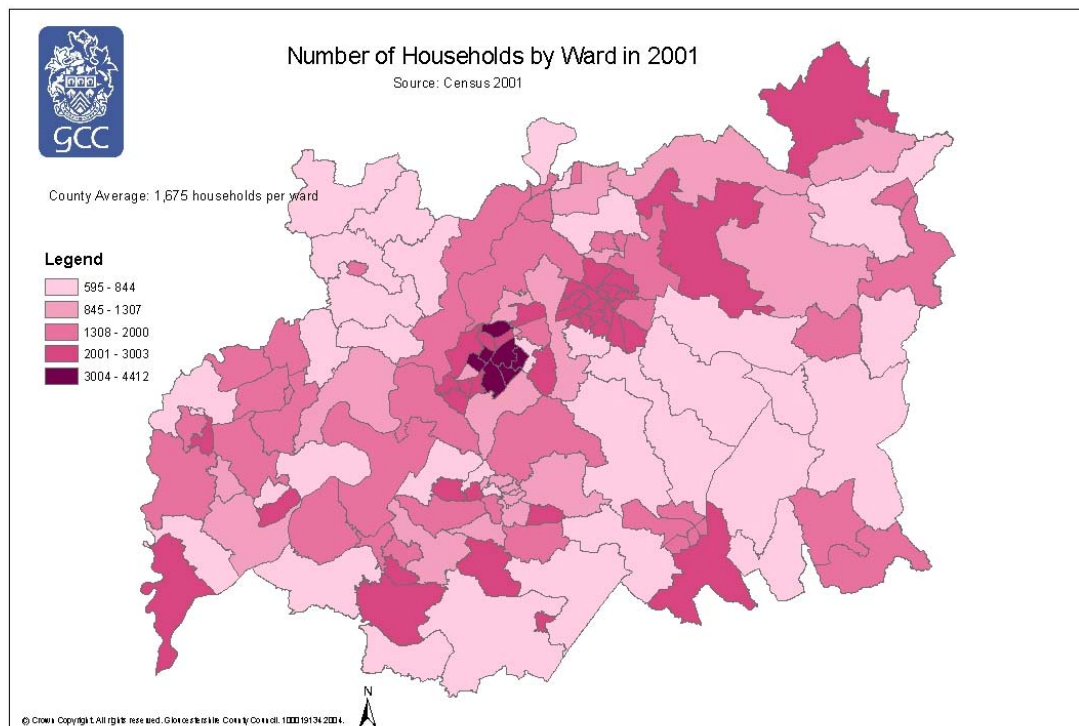 Number of Households by Ward in 2001
Source: Census 2001
GCC
County Average: 1,675 households per ward
Legend
595 - 844
845 - 1307
1308 - 2000
2001 - 3003
3004 - 4412
N
© Crown Copyright. All rights reserved. Gloucestershire County Council. 100019134 2004.